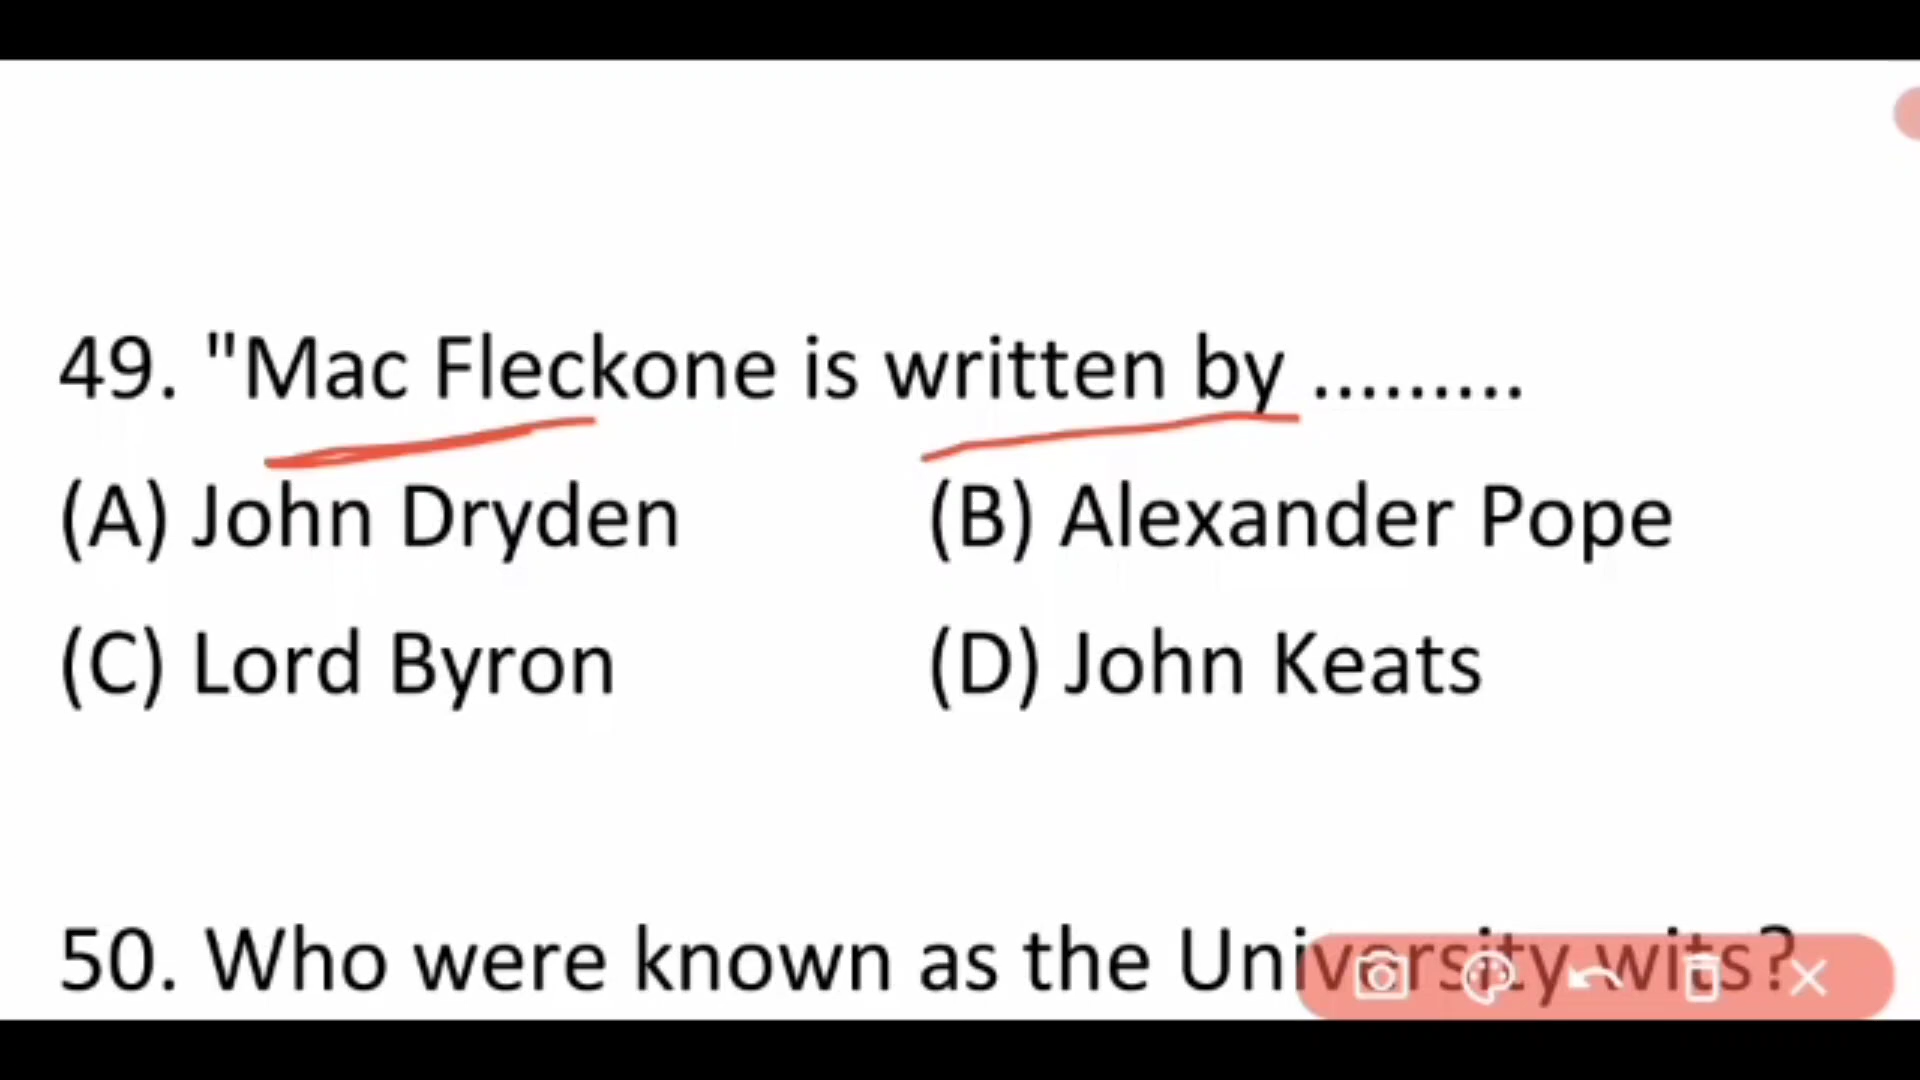 49. "Mac Fleckone is written by .........
(A) John Dryden (B) Alexander Pope
(C) Lord Byron (D) John Keats
50. Who were known as the University wits?